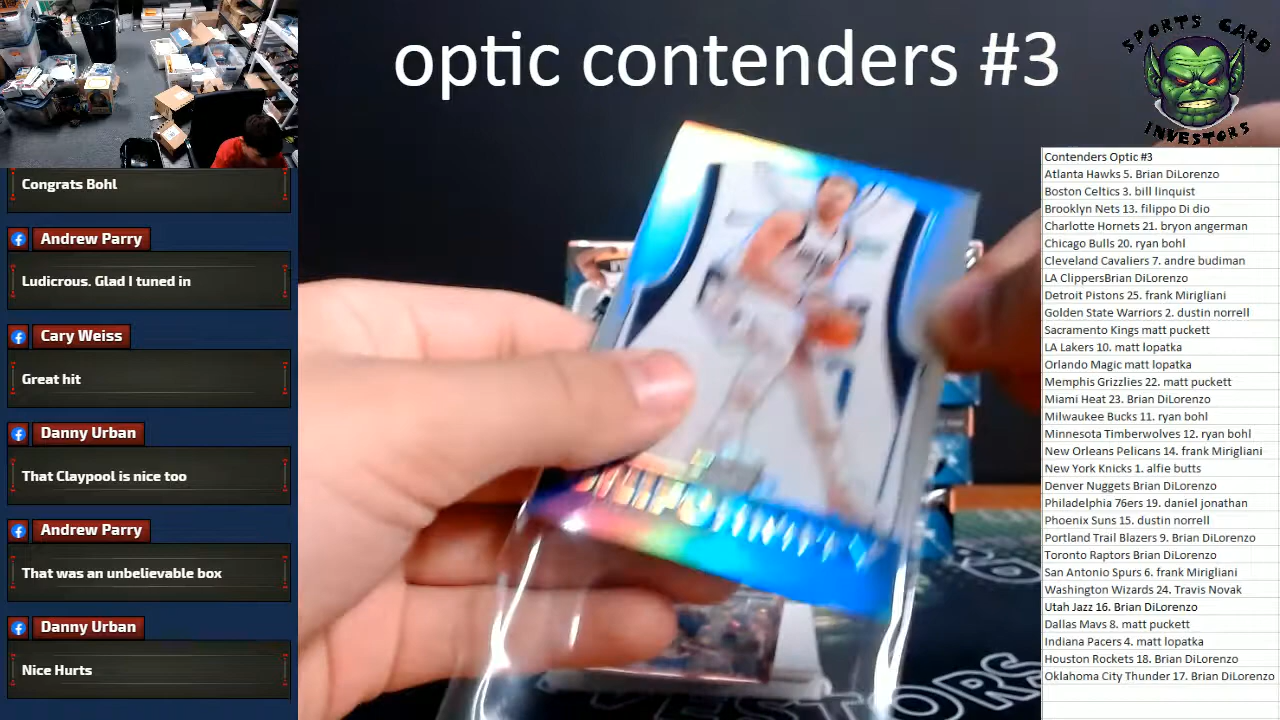 optic contenders #3
SPORTS CARD
INVESTORS
Congrats Bohl
Andrew Parry
Ludicrous. Glad I tuned in
Cary Weiss
Great hit
Danny Urban
That Claypool is nice too
Andrew Parry
That was an unbelievable box
Danny Urban
Nice Hurts
Contenders Optic #3
Atlanta Hawks 5. Brian DiLorenzo
Boston Celtics 3. bill linquist
Brooklyn Nets 13. filippo Di dio
Charlotte Hornets 21. bryon angerman
Chicago Bulls 20. ryan bohl
Cleveland Cavaliers 7. andre budiman
LA ClippersBrian DiLorenzo
Detroit Pistons 25. frank Mirigliani
Golden State Warriors 2. dustin norrell
Sacramento Kings matt puckett
LA Lakers 10. matt lopatka
Orlando Magic matt lopatka
Memphis Grizzlies 22. matt puckett
Miami Heat 23. Brian DiLorenzo
Milwaukee Bucks 11. ryan bohl
Minnesota Timberwolves 12. ryan bohl
New Orleans Pelicans 14. frank Mirigliani
New York Knicks 1. alfie butts
Denver Nuggets Brian DiLorenzo
Philadelphia 76ers 19. daniel jonathan
Phoenix Suns 15. dustin norrell
Portland Trail Blazers 9. Brian DiLorenzo
Toronto Raptors Brian DiLorenzo
San Antonio Spurs 6. frank Mirigliani
Washington Wizards 24. Travis Novak
Utah Jazz 16. Brian DiLorenzo
Dallas Mavs 8. matt puckett
Indiana Pacers 4. matt lopatka
Houston Rockets 18. Brian DiLorenzo
Oklahoma City Thunder 17. Brian DiLorenzo